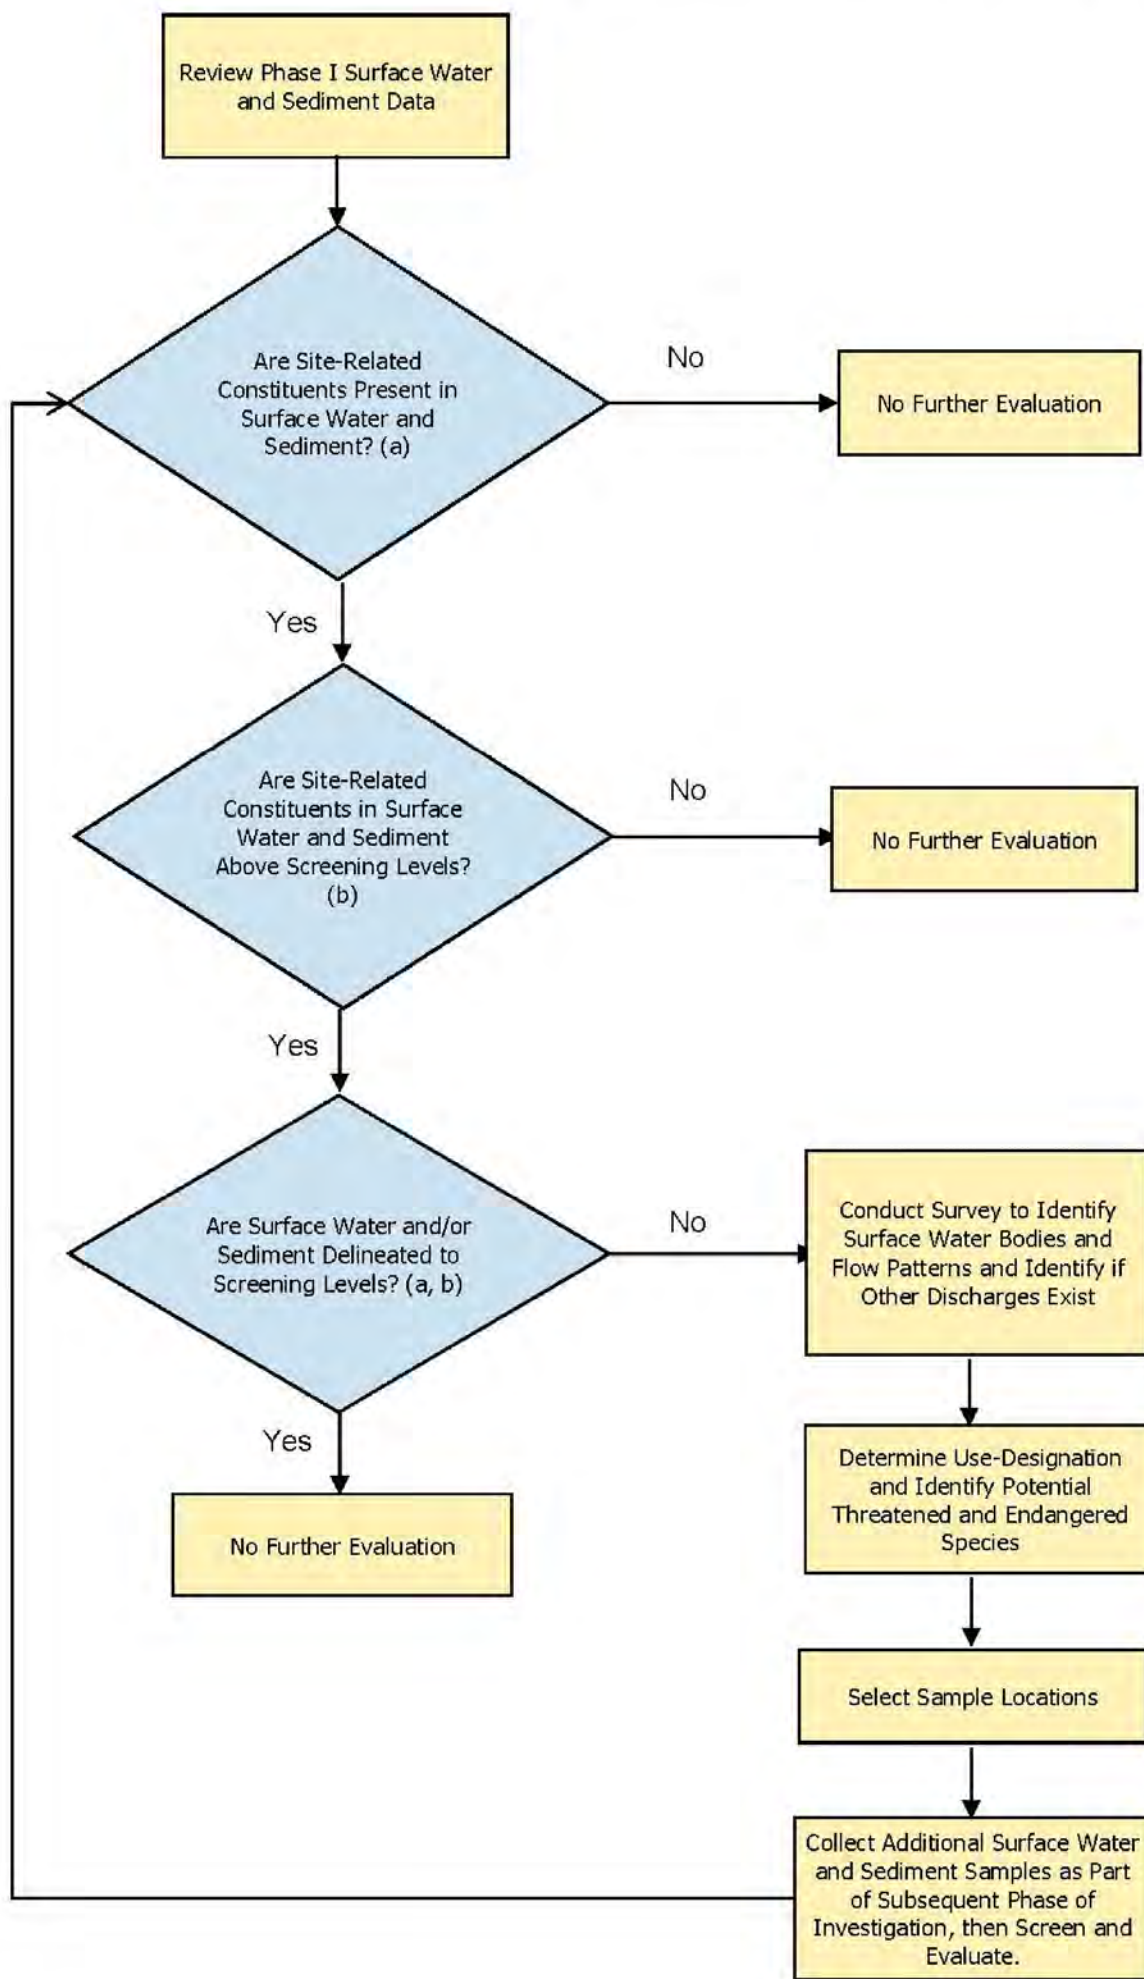 Review Phase I Surface Water
and Sediment Data
Are Site-Related
Constituents Present in
Surface Water and
Sediment? (a)
No
No Further Evaluation
Yes
Are Site-Related
Constituents in Surface
Water and Sediment
Above Screening Levels?
(b)
No
No Further Evaluation
Yes
Are Surface Water and/or
Sediment Delineated to
Screening Levels? (a, b)
No
Conduct Survey to Identify
Surface Water Bodies and
Flow Patterns and Identify if
Other Discharges Exist
Yes
No Further Evaluation
Determine Use-Designation
and Identify Potential
Threatened and Endangered
Species
Select Sample Locations
Collect Additional Surface Water
and Sediment Samples as Part
of Subsequent Phase of
Investigation, then Screen and
Evaluate.